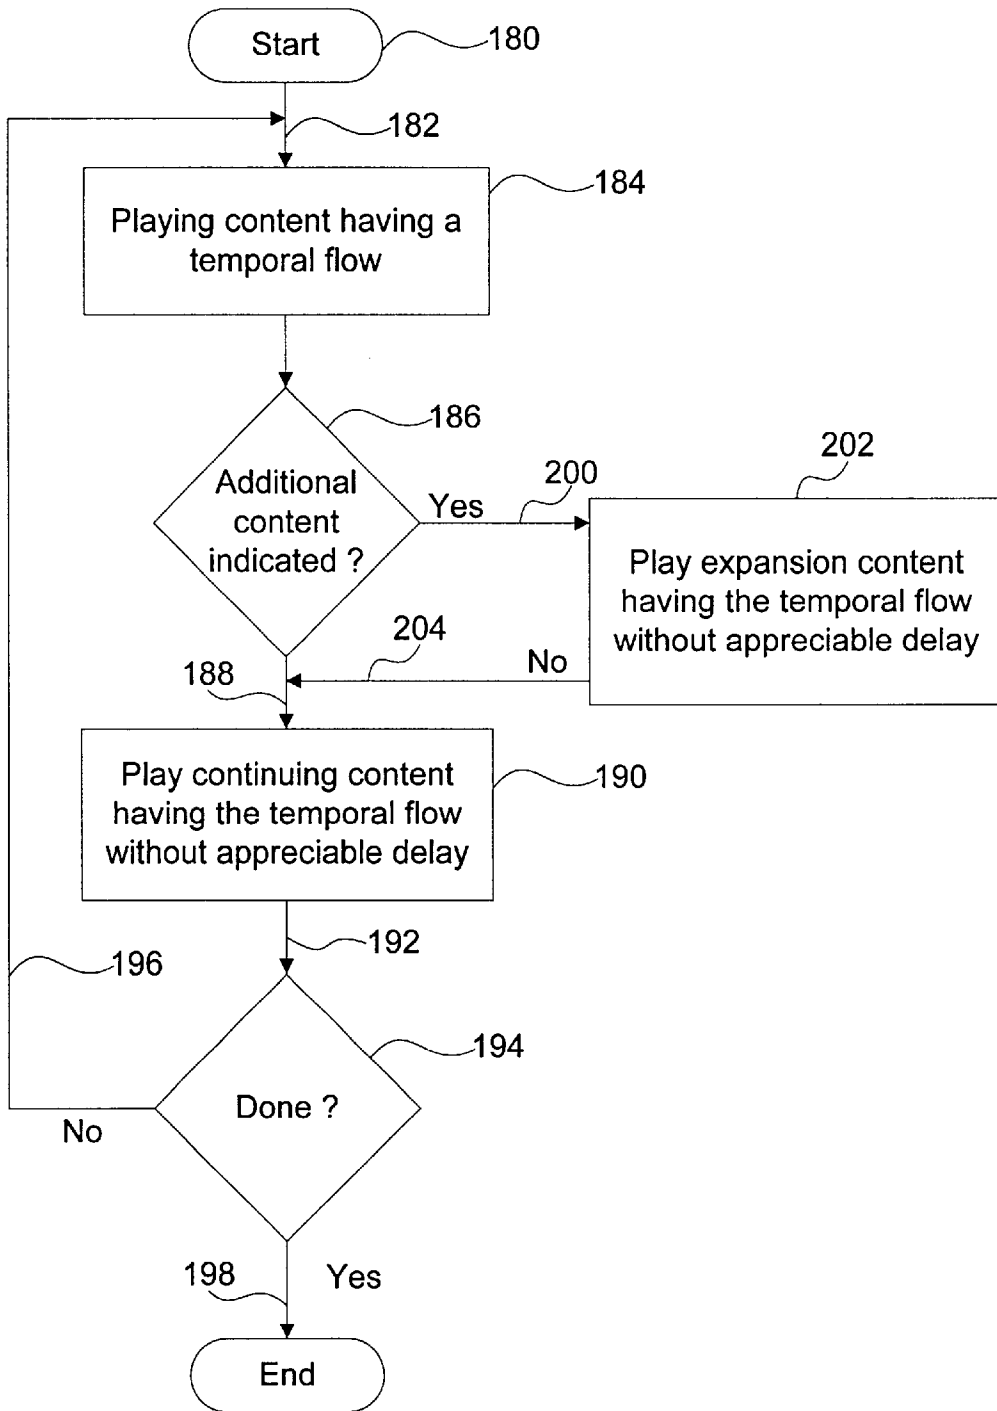 Start
180
182
184
Playing content having a
temporal flow
186
Additional
content
indicated ?
Yes
200
202
Play expansion content
having the temporal flow
without appreciable delay
204
No
188
Play continuing content
having the temporal flow
without appreciable delay
190
192
196
194
Done ?
No
198
Yes
End